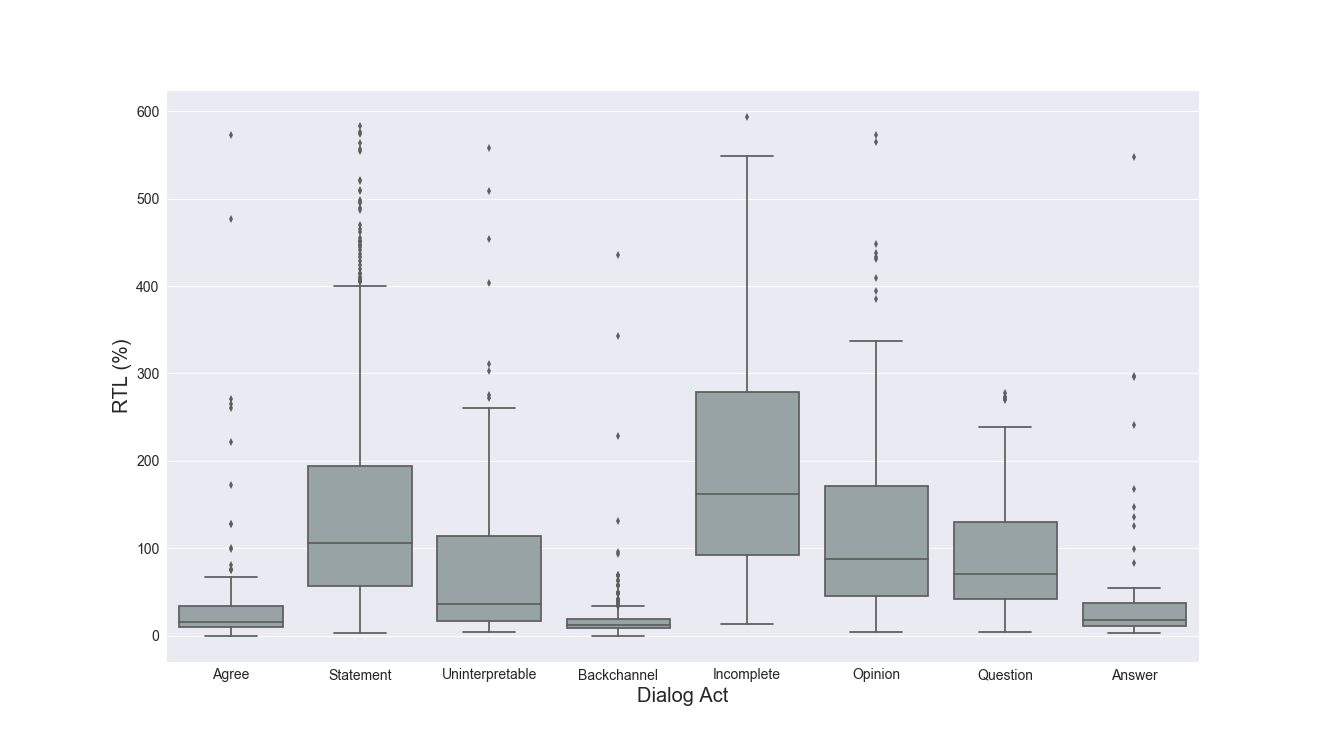 600
500
400
300
200
100
0
RTL (%)
Agree Statement Uninterpretable Backchannel Incomplete Opinion Question Answer
Dialog Act